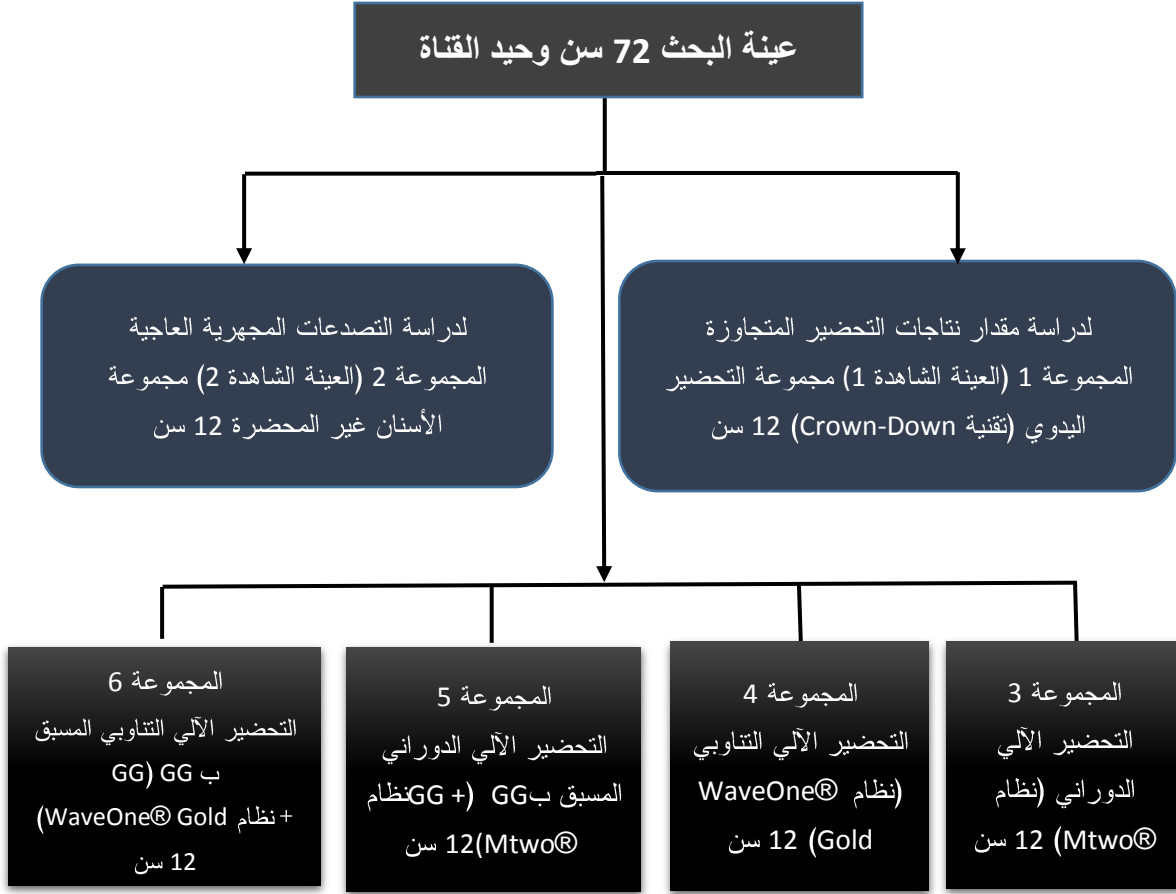 عينة البحث 72 سن وحيد القناة
لدراسة مقدار نتاجات التحضير المتجاوزة
المجموعة 1 (العينة الشاهدة 1) مجموعة التحضير
اليدوي (تقنية Crown-Down) 12 سن
لدراسة التصدعات المجهرية العاجية
المجموعة 2 (العينة الشاهدة 2) مجموعة
الأسنان غير المحضرة 12 سن
المجموعة 3
التحضير الآلي
الدوراني (نظام
Mtwo®) 12 سن
المجموعة 4
التحضير الآلي التناوبي
(نظام WaveOne®
Gold) 12 سن
المجموعة 5
التحضير الآلي الدوراني
المسبق بGG (GG +نظام
Mtwo®)12 سن
المجموعة 6
التحضير الآلي التناوبي المسبق
ب GG (GG
+ نظام WaveOne® Gold)
12 سن